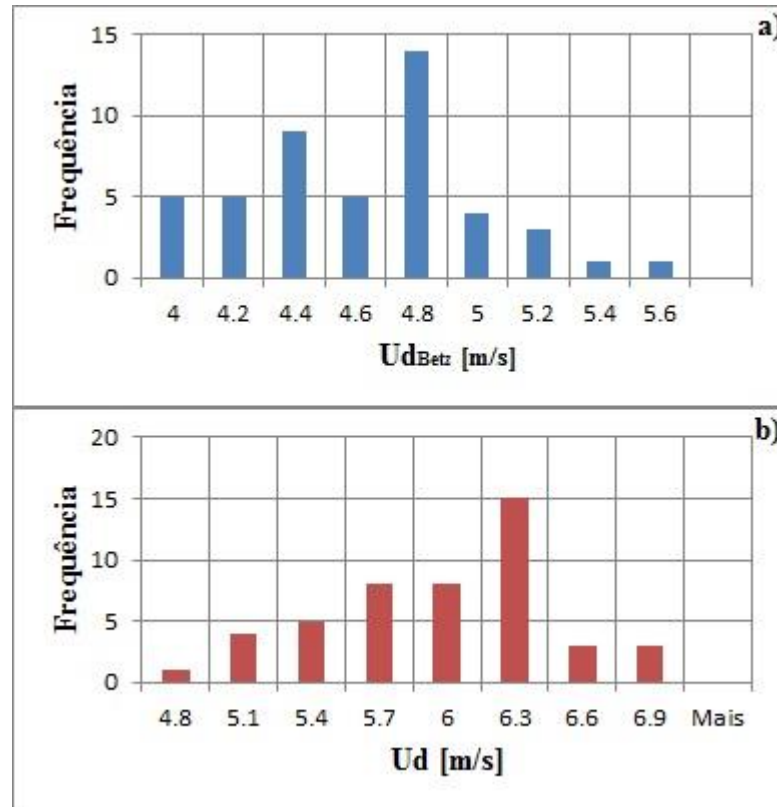 a)
15
10
5
0
Frequência
4 4.2 4.4 4.6 4.8 5 5.2 5.4 5.6
UdBetz [m/s]
b)
20
15
10
5
0
Frequência
4.8 5.1 5.4 5.7 6 6.3 6.6 6.9 Mais
Ud [m/s]